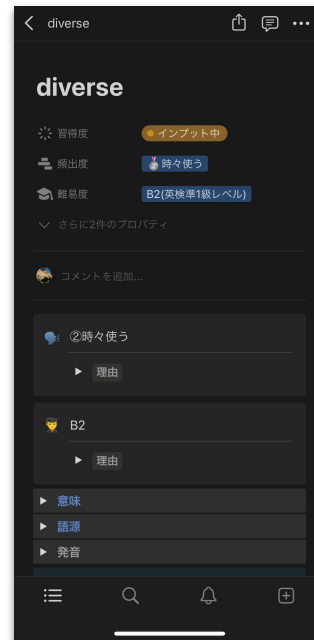 diverse
diverse
習得度 インプット中
頻出度 🥈時々使う
難易度 B2(英検準1級レベル)
さらに2件のプロパティ
コメントを追加...
②時々使う
理由
B2
理由
意味
語源
発音